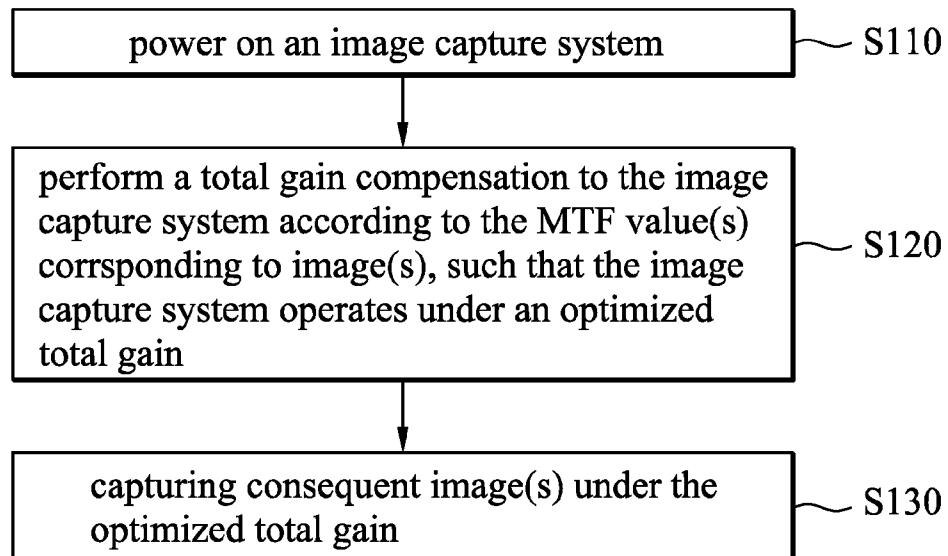 power on an image capture system
S110
perform a total gain compensation to the image
capture system according to the MTF value(s)
corrsponding to image(s), such that the image
capture system operates under an optimized
total gain
S120
capturing consequent image(s) under the
optimized total gain
S130